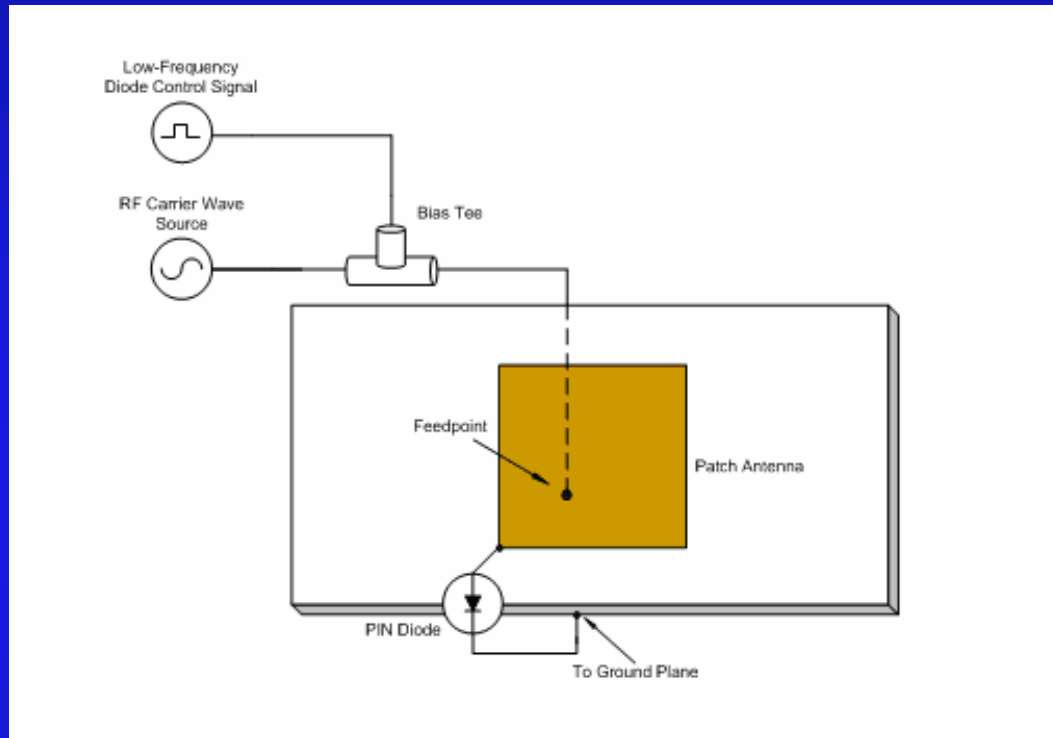 Low-Frequency
Diode Control Signal
RF Carrier Wave
Source
Bias Tee
Feedpoint
Patch Antenna
PIN Diode
To Ground Plane